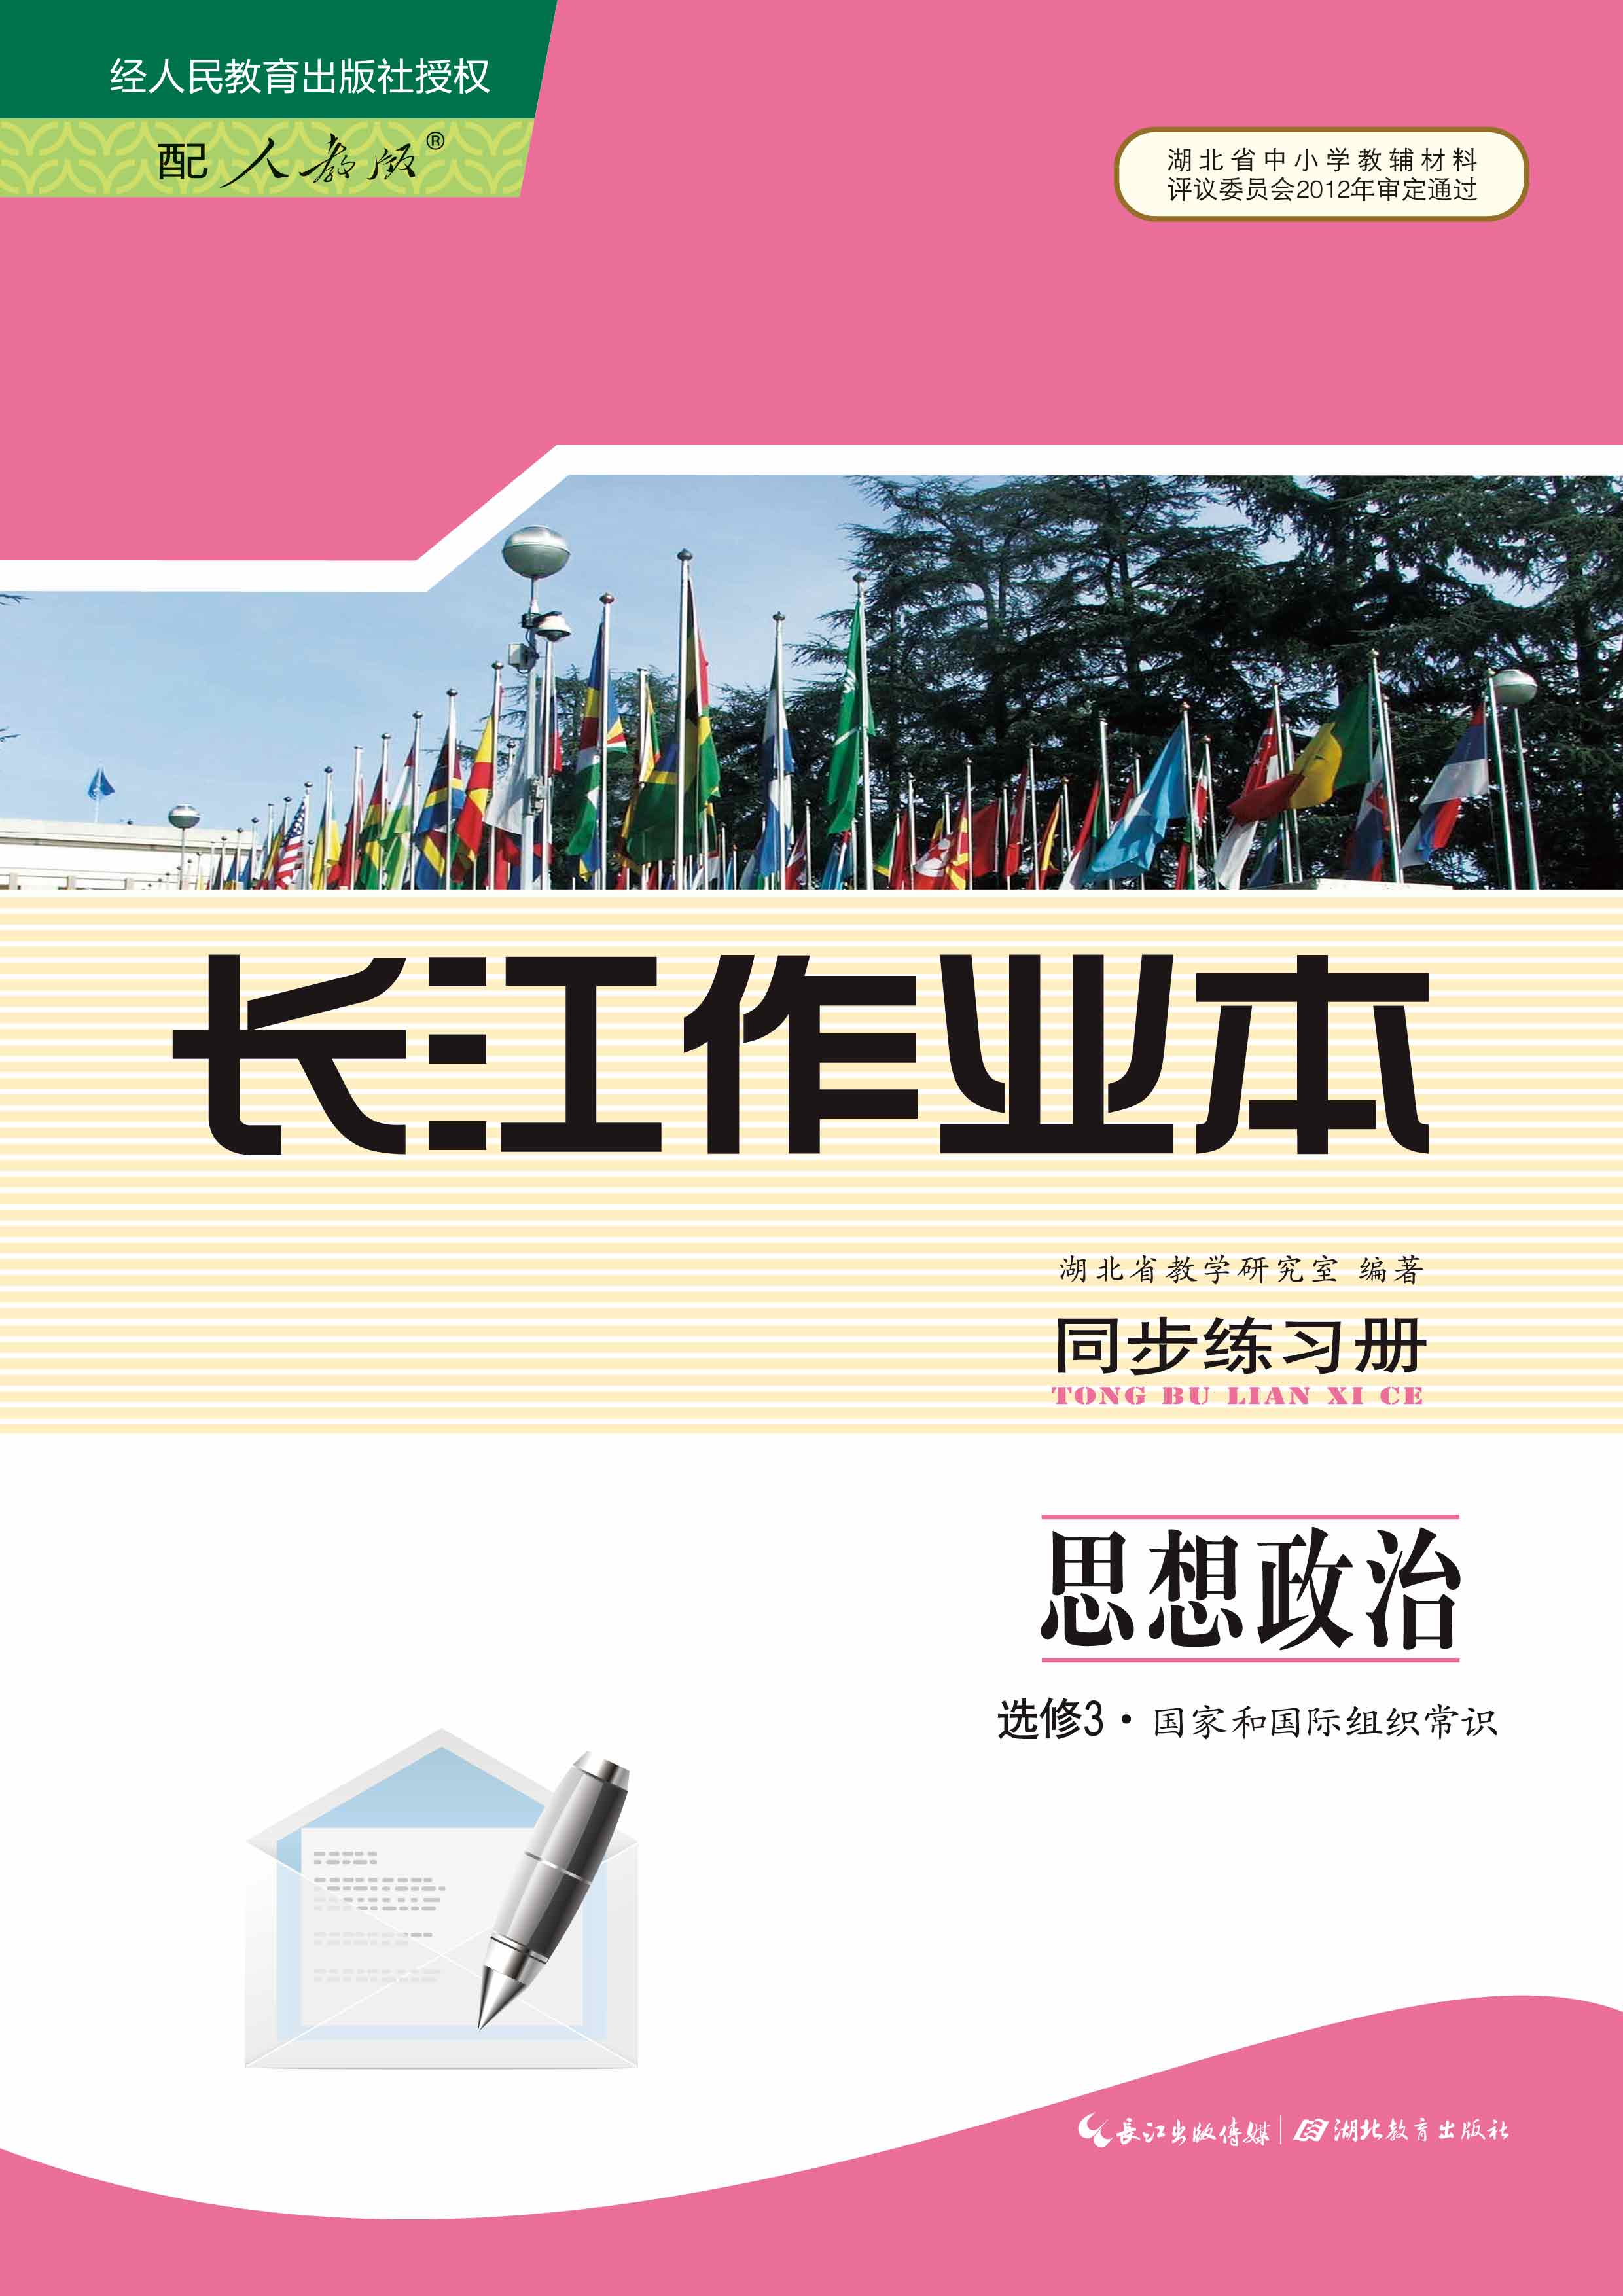 经人民教育出版社授权
配人教版®
湖北省中小学教辅材料
评议委员会2012年审定通过
长江作业本
湖北省教学研究室 编著
同步练习册
TONG BU LIAN XI CE
思想政治
选修3·国家和国际组织常识
长江出版传媒 | 湖北教育出版社